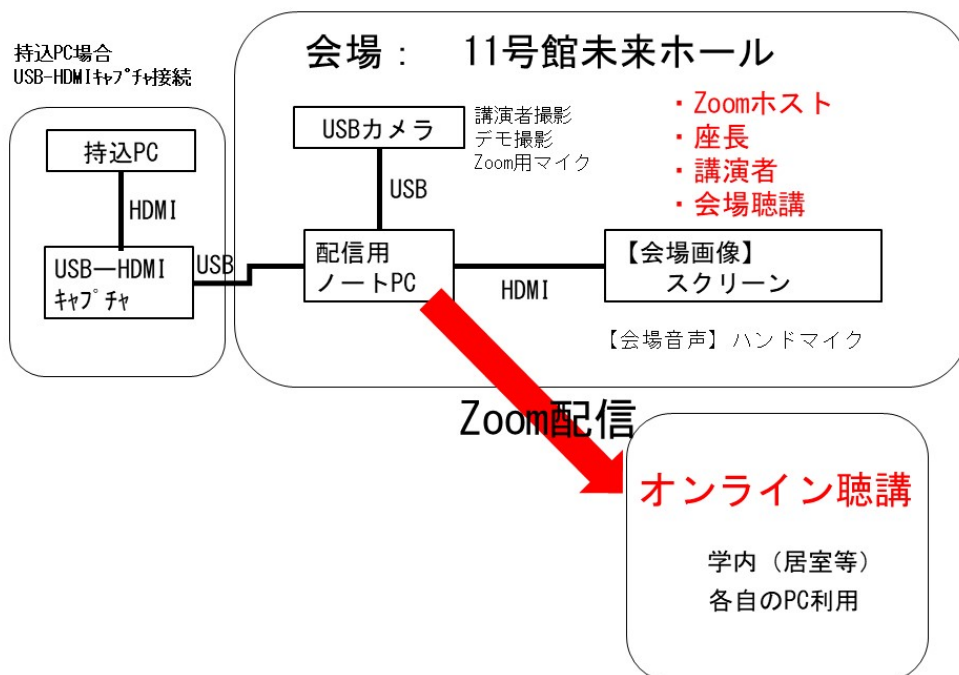 持込PC場合
USB-HDMIｷｬﾌﾟﾁｬ接続
会場： 11号館未来ホール
・Zoomホスト
・座長
・講演者
・会場聴講
持込PC
HDMI
USB―HDMI
ｷｬﾌﾟﾁｬ
USB
USBカメラ
講演者撮影
デモ撮影
Zoom用マイク
USB
配信用
ノートPC
HDMI
【会場画像】
スクリーン
【会場音声】ハンドマイク
Zoom配信
オンライン聴講
学内（居室等）
各自のPC利用